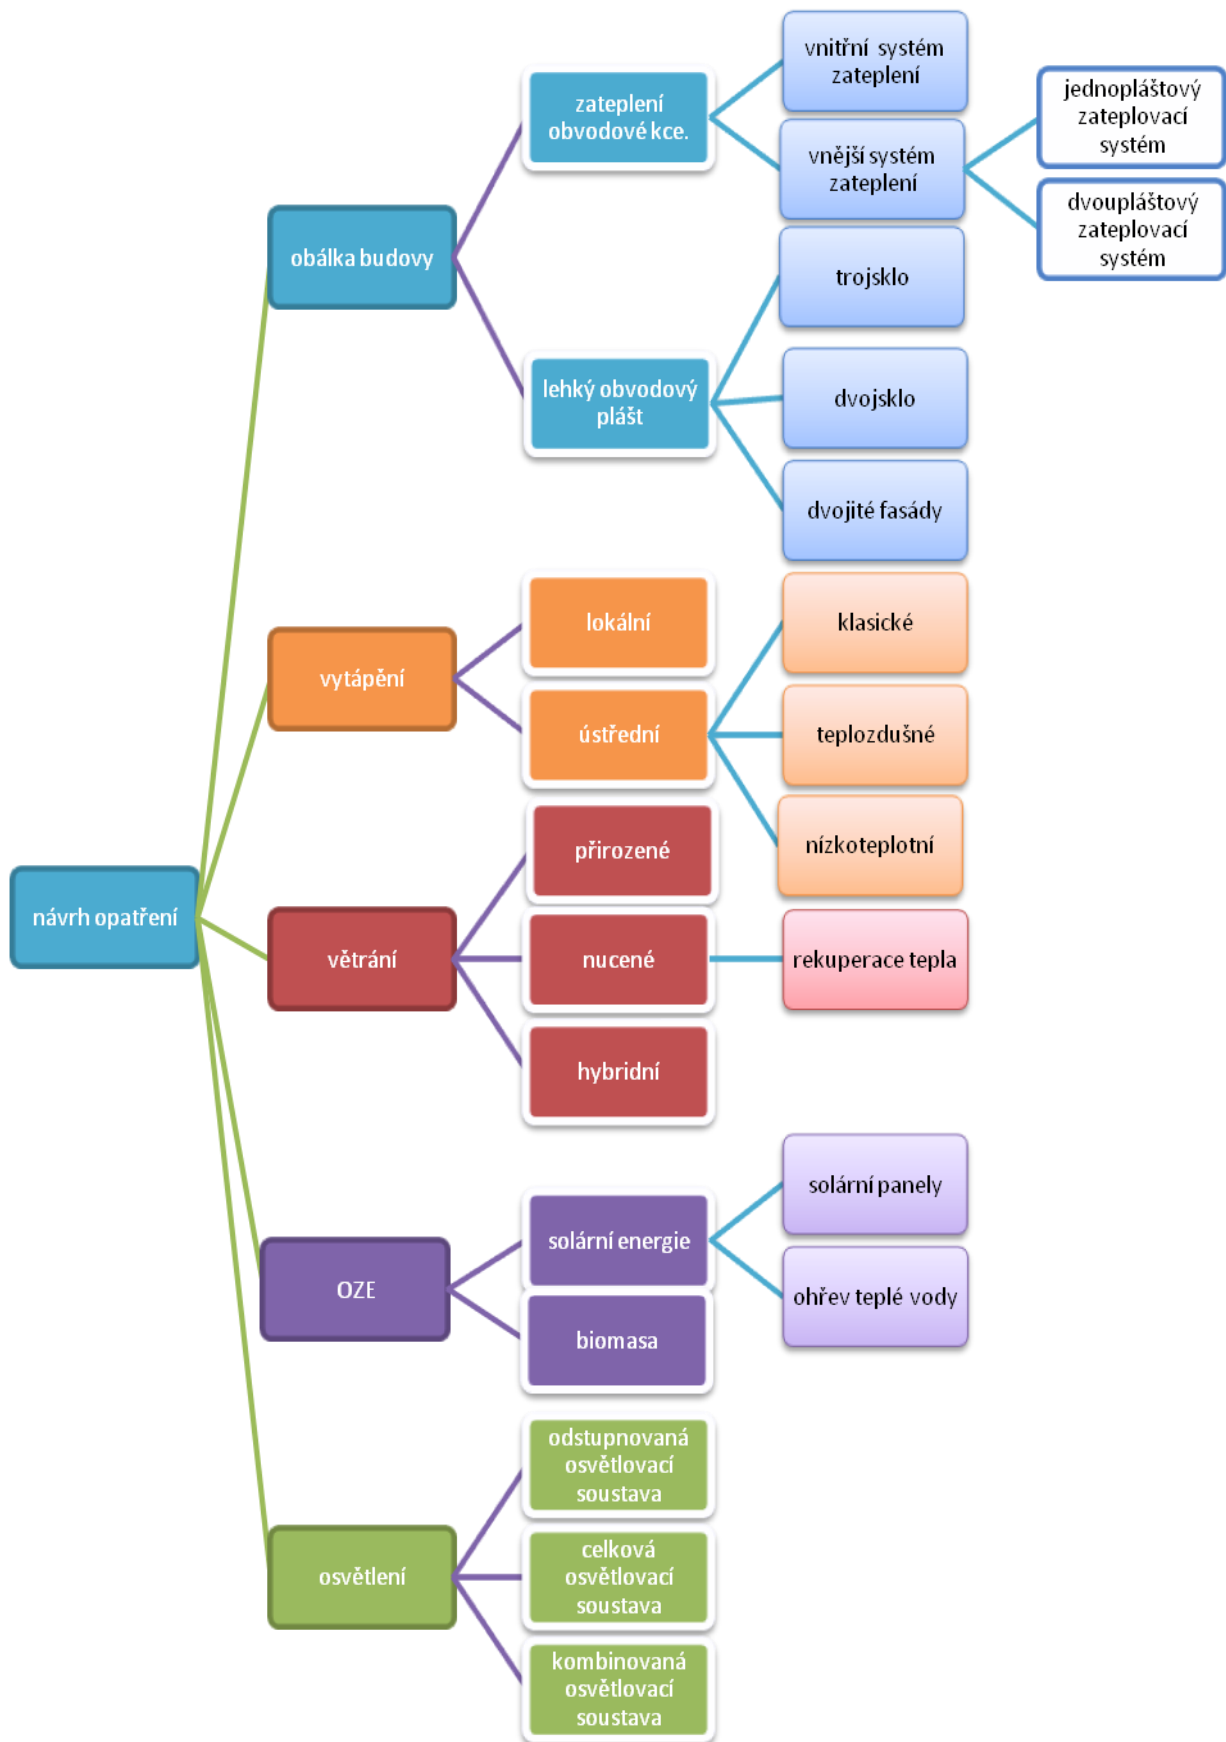 návrh opatření
obálka budovy
zateplení
obvodové kce.
vnitřní systém
zateplení
vnější systém
zateplení
jednopláštový
zateplovací
systém
dvoupláštový
zateplovací
systém
lehký obvodový
plášt
trojsklo
dvojsklo
dvojité fasády
vytápění
lokální
ústřední
klasické
teplozdušné
nízkoteplotní
větrání
přirozené
nucené
rekuperace tepla
hybridní
OZE
solární energie
solární panely
ohřev teplé vody
biomasa
osvětlení
odstupnovaná
osvětlovací
soustava
celková
osvětlovací
soustava
kombinovaná
osvětlovací
soustava